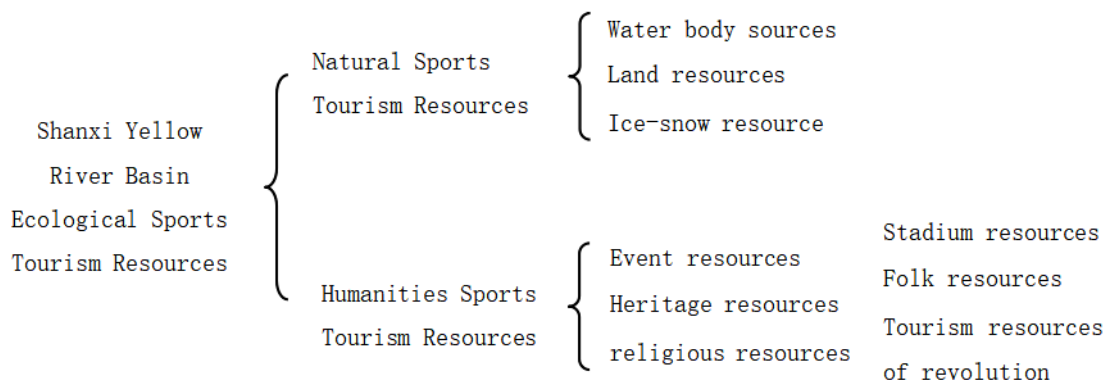 Shanxi Yellow
River Basin
Ecological Sports
Tourism Resources
Natural Sports
Tourism Resources
Water body sources
Land resources
Ice-snow resource
Humanities Sports
Tourism Resources
Event resources
Heritage resources
religious resources
Stadium resources
Folk resources
Tourism resources
of revolution